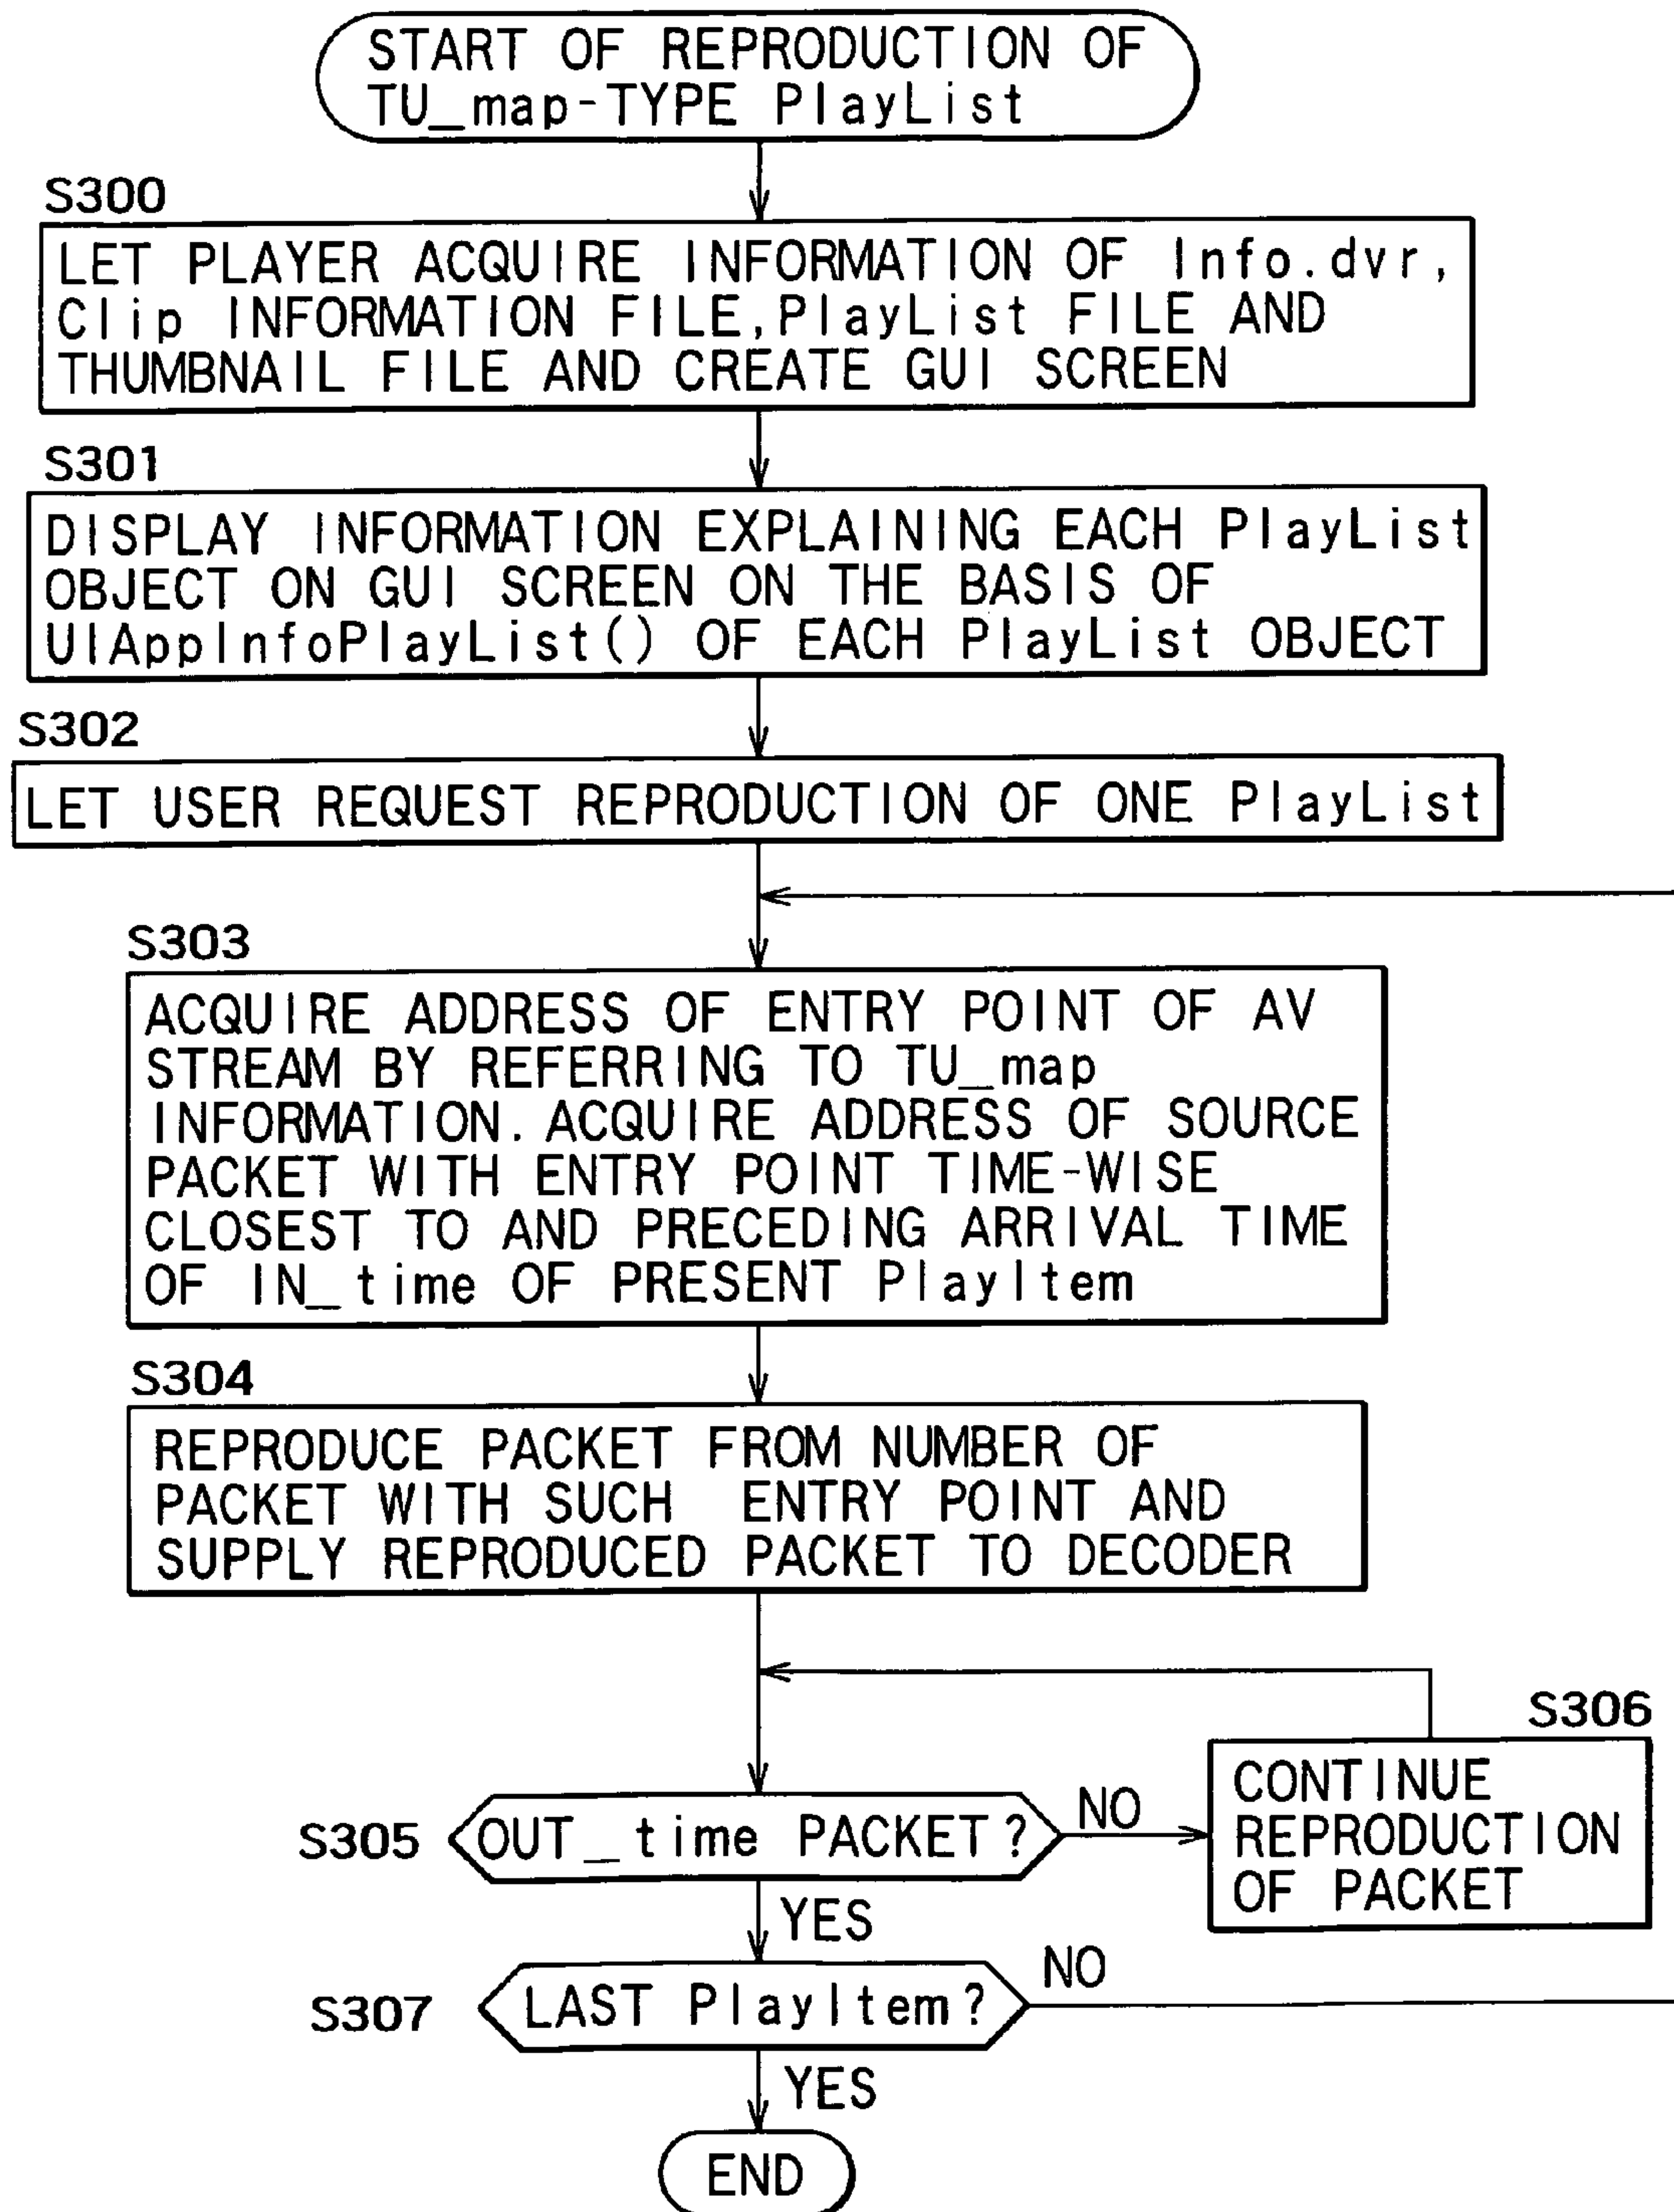 START OF REPRODUCTION OF
TU_map-TYPE PlayList
S300
LET PLAYER ACQUIRE INFORMATION OF Info.dvr,
Clip INFORMATION FILE,PlayList FILE AND
THUMBNAIL FILE AND CREATE GUI SCREEN
S301
DISPLAY INFORMATION EXPLAINING EACH PlayList
OBJECT ON GUI SCREEN ON THE BASIS OF
UIAppInfoPlayList() OF EACH PlayList OBJECT
S302
LET USER REQUEST REPRODUCTION OF ONE PlayList
S303
ACQUIRE ADDRESS OF ENTRY POINT OF AV
STREAM BY REFERRING TO TU_map
INFORMATION. ACQUIRE ADDRESS OF SOURCE
PACKET WITH ENTRY POINT TIME-WISE
CLOSEST TO AND PRECEDING ARRIVAL TIME
OF IN_time OF PRESENT PlayItem
S304
REPRODUCE PACKET FROM NUMBER OF
PACKET WITH SUCH ENTRY POINT AND
SUPPLY REPRODUCED PACKET TO DECODER
S305
OUT_time PACKET?
NO
S306
CONTINUE
REPRODUCTION
OF PACKET
YES
S307
LAST PlayItem?
NO
YES
END